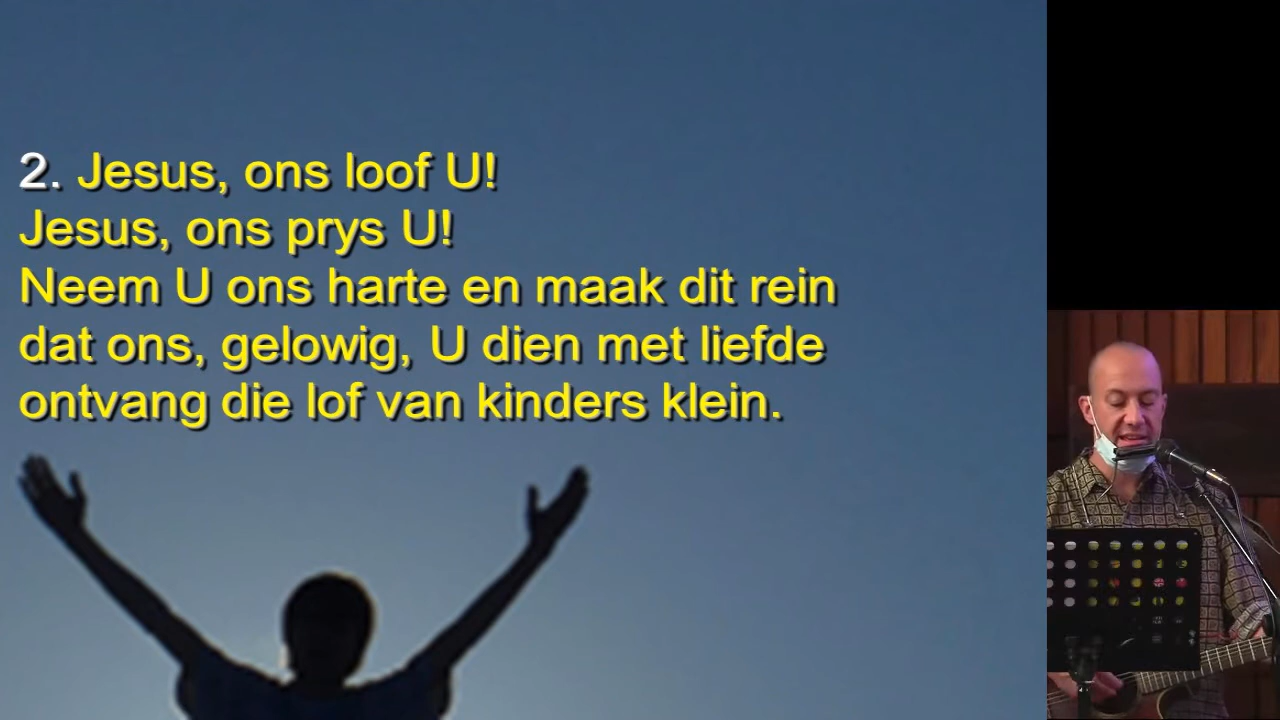 2. Jesus, ons loof U!
Jesus, ons prys U!
Neem U ons harte en maak dit rein
dat ons, gelowig, U dien met liefde
ontvang die lof van kinders klein.